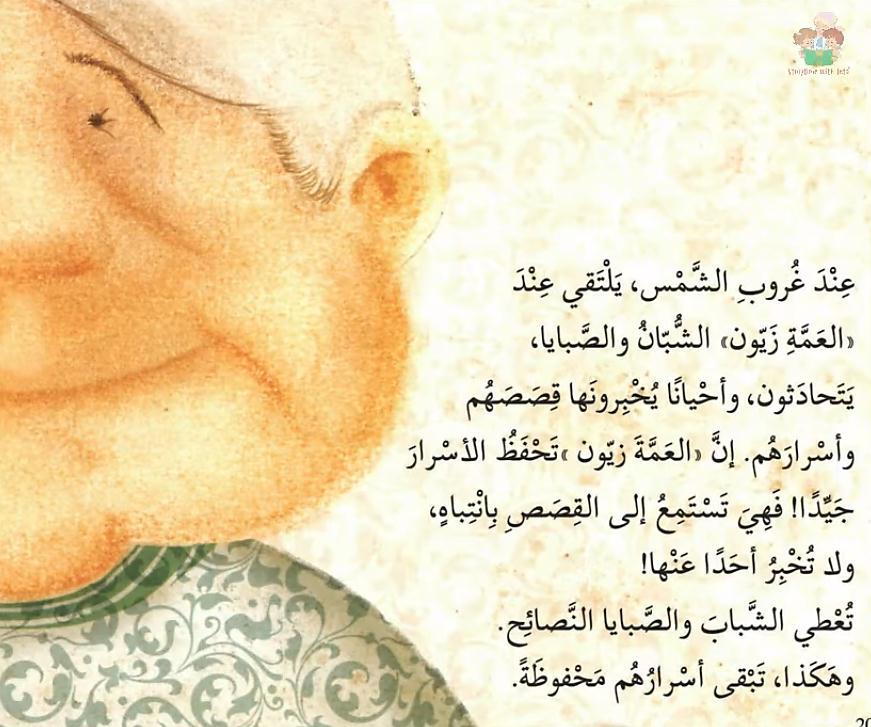 Storytime with Jeje
عِنْدَ غُروبِ الشَّمْس، يَلْتَقي عِنْدَ
«العَمَّةِ زَيّون» الشُّبّانُ والصَّبايا،
يَتَحادَثون، وأحْيانًا يُخْبِرونَها قِصَصَهُم
وأسْرارَهُم. إنَّ «العَمَّةَ زيّون »تَحْفَظُ الأسْرارَ
جَيِّدًا! فَهِيَ تَسْتَمِعُ إلى القِصَصِ بِانْتِباهٍ،
ولا تُخْبِرُ أحَدًا عَنْها!
تُعْطي الشَّبابَ والصَّبايا النَّصائِح.
وهَكَذا، تَبْقى أسْرارُهُم مَحْفوظَةً.
20